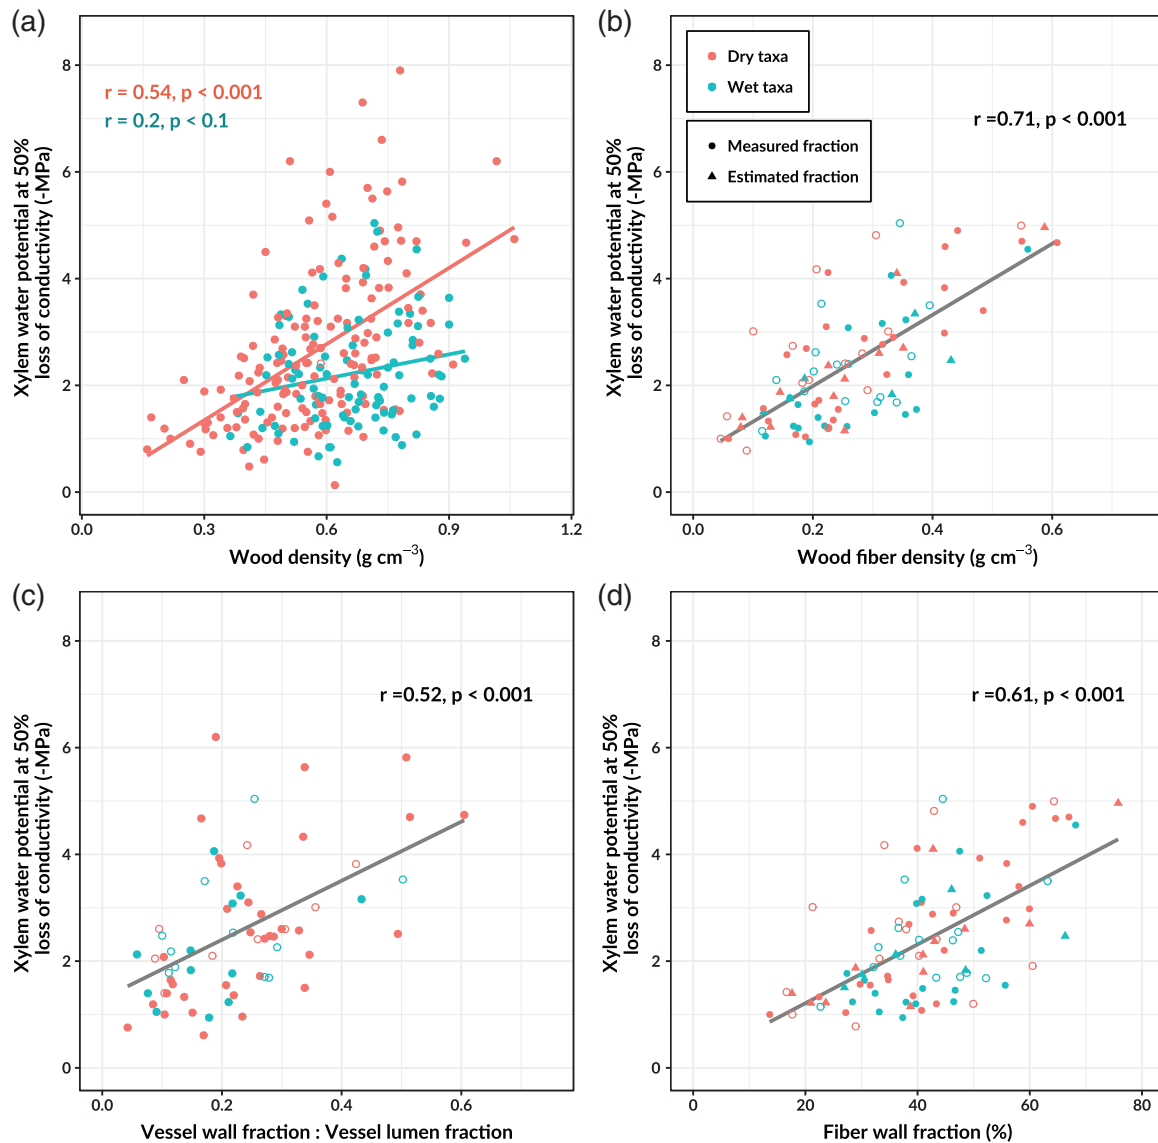 (a)
r = 0.54, p < 0.001
r = 0.2, p < 0.1
Xylem water potential at 50%
loss of conductivity (-MPa)
8
6
4
2
0
0.0 0.3 0.6 0.9 1.2
Wood density (g cm⁻³)
(b)
Dry taxa
Wet taxa
Measured fraction
Estimated fraction
r =0.71, p < 0.001
Xylem water potential at 50%
loss of conductivity (-MPa)
8
6
4
2
0
0.0 0.2 0.4 0.6
Wood fiber density (g cm⁻³)
(c)
r =0.52, p < 0.001
Xylem water potential at 50%
loss of conductivity (-MPa)
8
6
4
2
0
0.0 0.2 0.4 0.6
Vessel wall fraction : Vessel lumen fraction
(d)
r =0.61, p < 0.001
Xylem water potential at 50%
loss of conductivity (-MPa)
8
6
4
2
0
0 20 40 60 80
Fiber wall fraction (%)